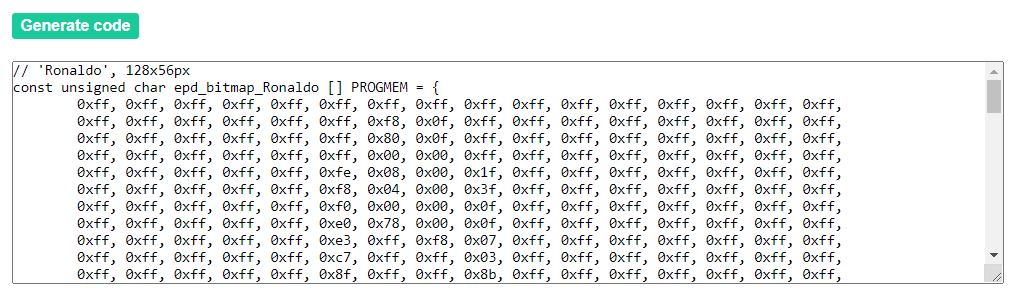 Generate code
// 'Ronaldo', 128x56px
const unsigned char epd_bitmap_Ronaldo [] PROGMEM = {
0xff, 0xff, 0xff, 0xff, 0xff, 0xff, 0xff, 0xff, 0xff, 0xff, 0xff, 0xff, 0xff, 0xff, 0xff, 0xff,
0xff, 0xff, 0xff, 0xff, 0xff, 0xff, 0xf8, 0x0f, 0xff, 0xff, 0xff, 0xff, 0xff, 0xff, 0xff, 0xff,
0xff, 0xff, 0xff, 0xff, 0xff, 0xff, 0x80, 0x0f, 0xff, 0xff, 0xff, 0xff, 0xff, 0xff, 0xff, 0xff,
0xff, 0xff, 0xff, 0xff, 0xff, 0xff, 0x00, 0x00, 0xff, 0xff, 0xff, 0xff, 0xff, 0xff, 0xff, 0xff,
0xff, 0xff, 0xff, 0xff, 0xff, 0xfe, 0x08, 0x00, 0x1f, 0xff, 0xff, 0xff, 0xff, 0xff, 0xff, 0xff,
0xff, 0xff, 0xff, 0xff, 0xff, 0xf8, 0x04, 0x00, 0x3f, 0xff, 0xff, 0xff, 0xff, 0xff, 0xff, 0xff,
0xff, 0xff, 0xff, 0xff, 0xff, 0xf0, 0x00, 0x00, 0x0f, 0xff, 0xff, 0xff, 0xff, 0xff, 0xff, 0xff,
0xff, 0xff, 0xff, 0xff, 0xff, 0xe0, 0x78, 0x00, 0x0f, 0xff, 0xff, 0xff, 0xff, 0xff, 0xff, 0xff,
0xff, 0xff, 0xff, 0xff, 0xff, 0xe3, 0xff, 0xf8, 0x07, 0xff, 0xff, 0xff, 0xff, 0xff, 0xff, 0xff,
0xff, 0xff, 0xff, 0xff, 0xff, 0xc7, 0xff, 0xff, 0x03, 0xff, 0xff, 0xff, 0xff, 0xff, 0xff, 0xff,
0xff, 0xff, 0xff, 0xff, 0xff, 0x8f, 0xff, 0xff, 0x8b, 0xff, 0xff, 0xff, 0xff, 0xff, 0xff, 0xff,